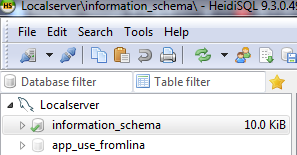 Localserver\information_schema\ - HeidiSQL 9.3.0.49
File Edit Search Tools Help
Database filter Table filter
Localserver
information_schema 10.0 KiB
app_use_fromlina